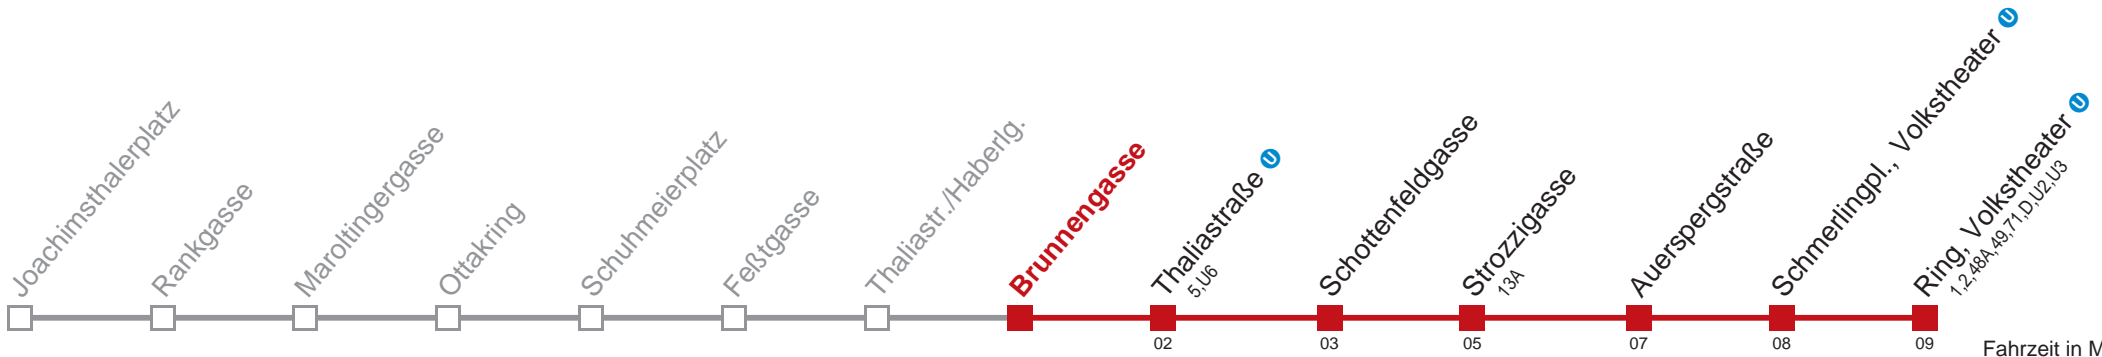 Joachimsthalerplatz
Rankgasse
Maroltingergasse
Ottakring
Schuhmeierplatz
Feßtgasse
Thaliastr./Haberlg.
Brunnengasse
Thaliastraße U
5,U6
Schottenfeldgasse
Strozzigasse
13A
Auerspergstraße
Schmerlingpl., Volkstheater U
Ring, Volkstheater U
1,2,48A,49,71,D,U2,U3
02 03 05 07 08 09
Fahrzeit in M